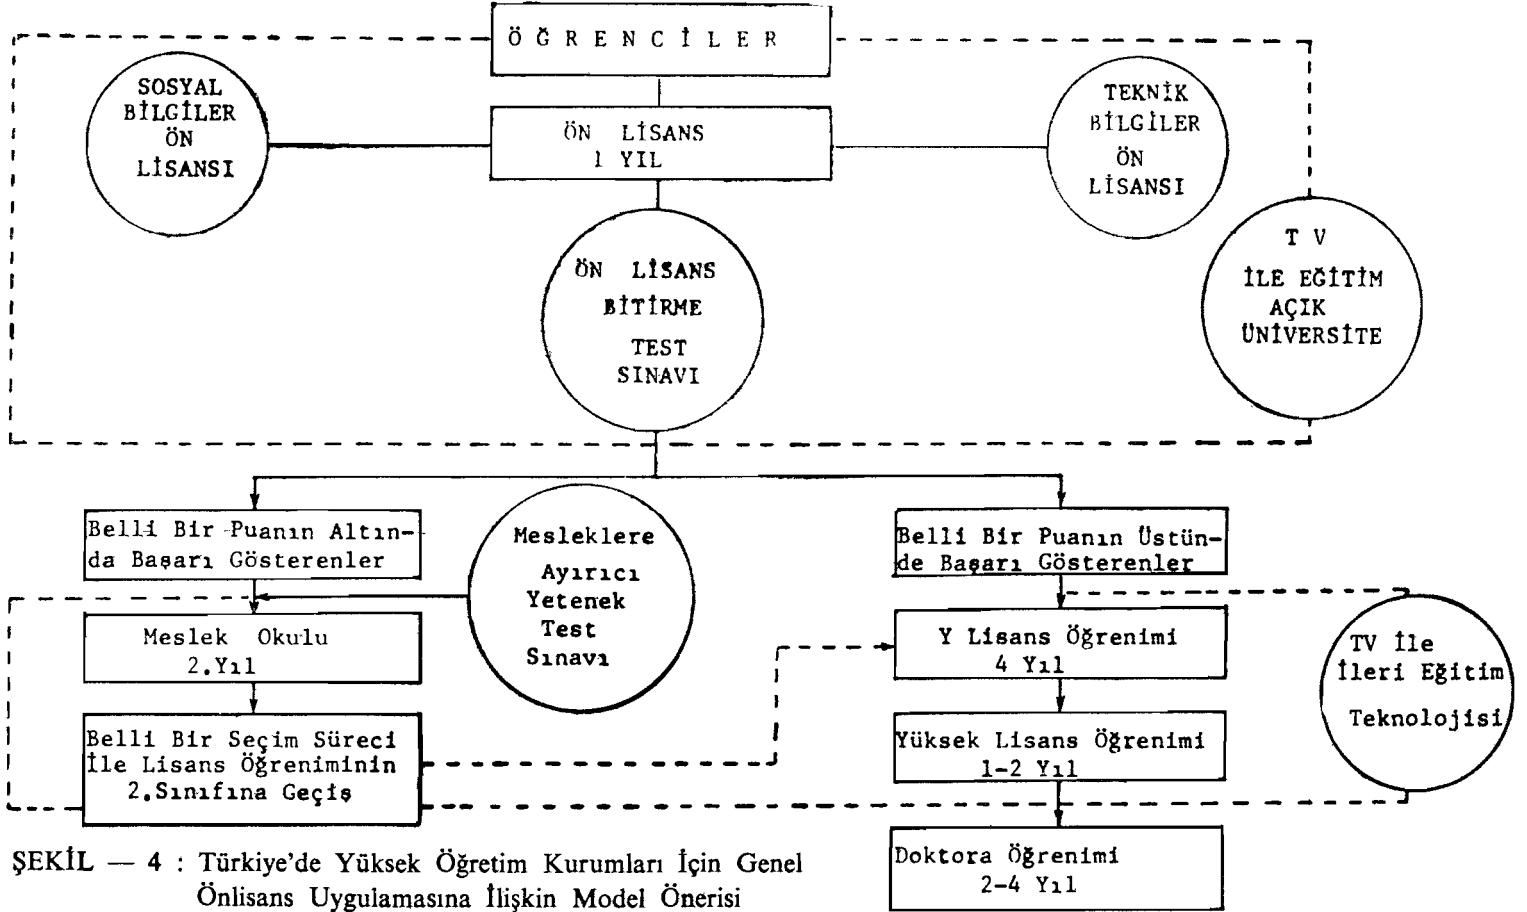 Ö Ğ R E N C İ L E R
SOSYAL
BİLGİLER
ÖN
LİSANSI
ÖN LİSANS
1 YIL
TEKNİK
BİLGİLER
ÖN
LİSANSI
ÖN LİSANS
BİTİRME
TEST
SINAVI
T V
İLE EĞİTİM
AÇIK
ÜNİVERSİTE
Belli Bir Puanın Altın-
da Başarı Gösterenler
Mesleklere
Ayırıcı
Yetenek
Test
Sınavı
Belli Bir Puanın Üstün-
de Başarı Gösterenler
Meslek Okulu
2.Yıl
Y Lisans Öğrenimi
4 Yıl
TV İle
İleri Eğitim
Teknolojisi
Belli Bir Seçim Süreci
İle Lisans Öğreniminin
2.Sınıfına Geçiş
Yüksek Lisans Öğrenimi
1-2 Yıl
Doktora Öğrenimi
2-4 Yıl
ŞEKİL — 4 : Türkiye'de Yüksek Öğretim Kurumları İçin Genel
Önlisans Uygulamasına İlişkin Model Önerisi